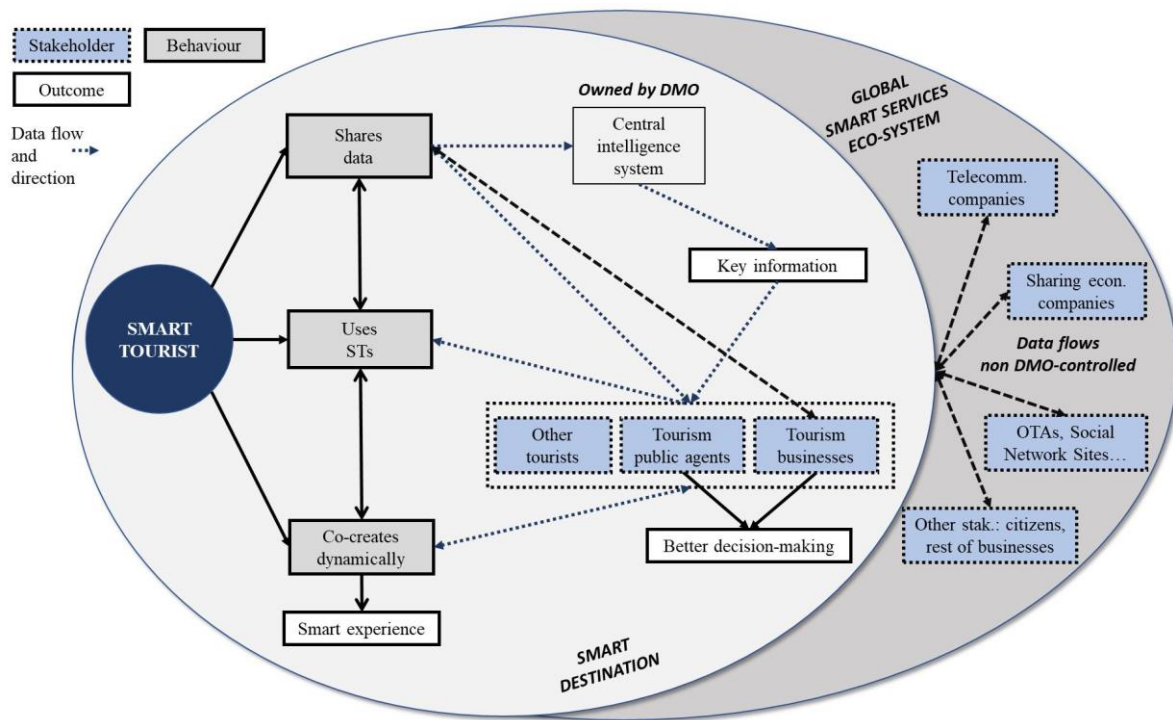 Stakeholder
Behaviour
Outcome
Data flow
and
direction
SMART
TOURIST
Shares
data
Uses
STs
Co-creates
dynamically
Smart experience
Owned by DMO
Central
intelligence
system
Key information
Other
tourists
Tourism
public agents
Tourism
businesses
Better decision-making
SMART
DESTINATION
GLOBAL
SMART SERVICES
ECO-SYSTEM
Telecomm.
companies
Sharing econ.
companies
Data flows
non DMO-controlled
OTAs, Social
Network Sites...
Other stak.: citizens,
rest of businesses